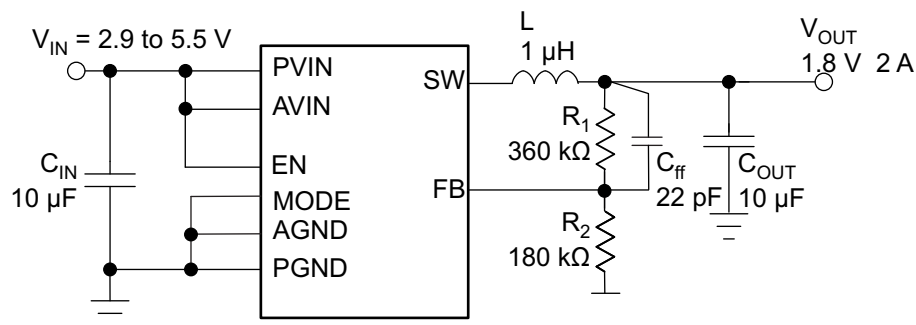 V_IN = 2.9 to 5.5 V
L
1 µH
V_OUT
1.8 V 2 A
PVIN
AVIN
EN
MODE
AGND
PGND
SW
FB
C_IN
10 µF
R_1
360 kΩ
C_ff
22 pF
C_OUT
10 µF
R_2
180 kΩ